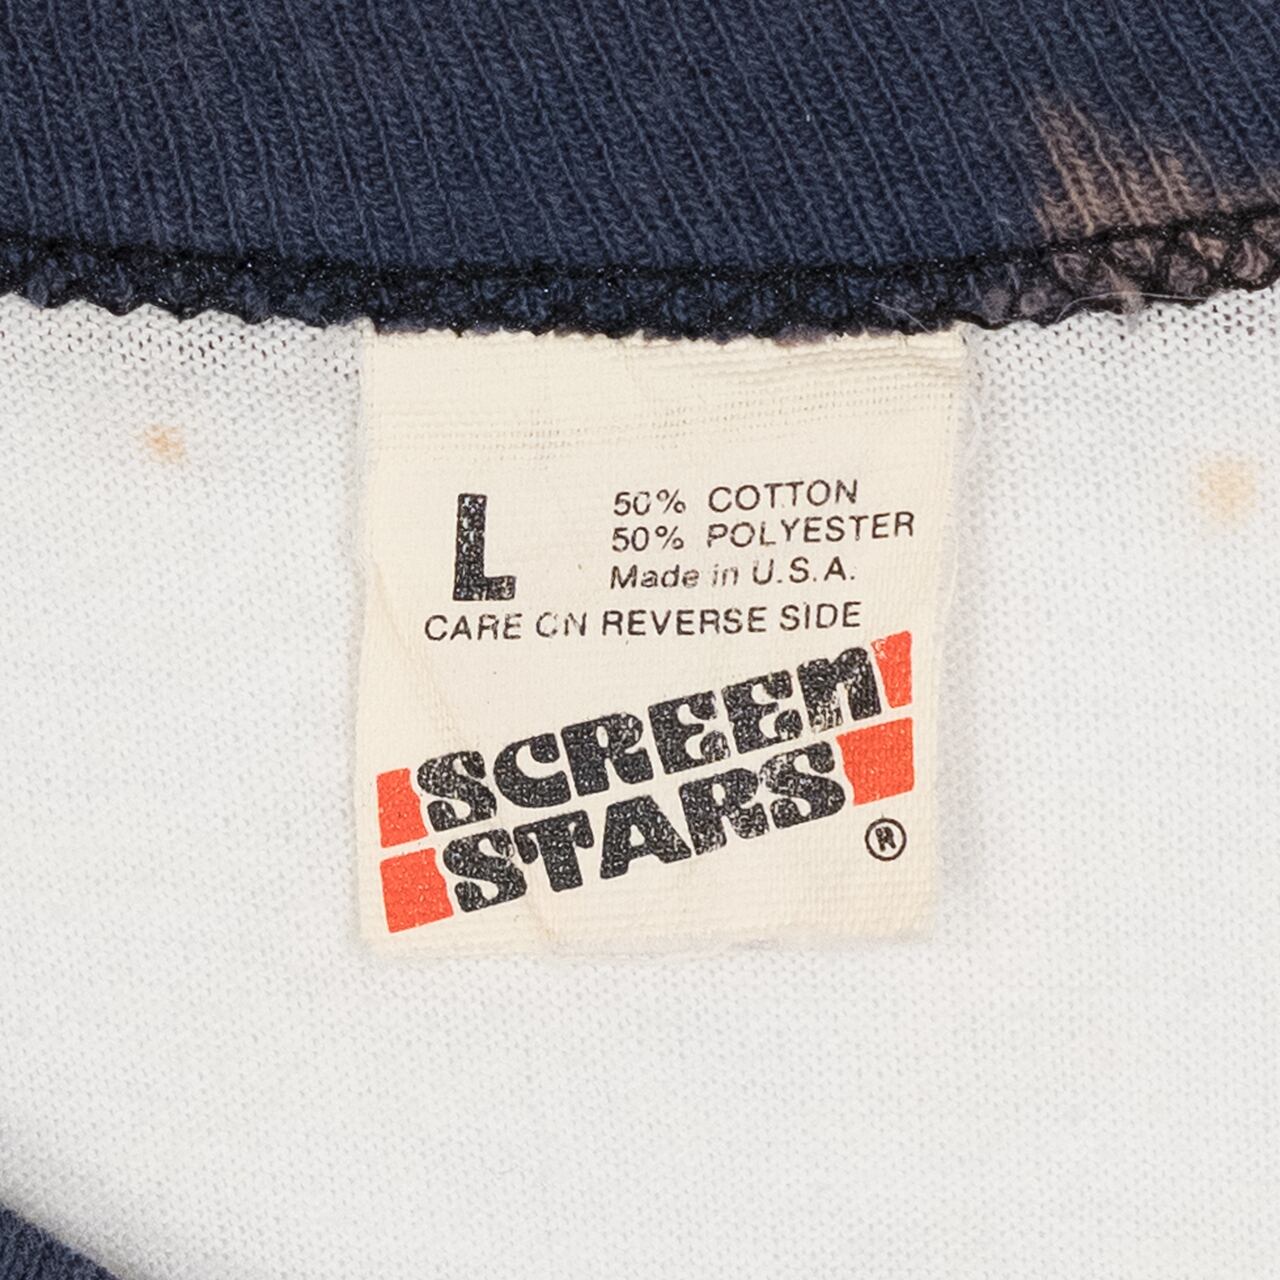 L
50% COTTON
50% POLYESTER
Made in U.S.A.
CARE ON REVERSE SIDE
SCREEN
STARS
®